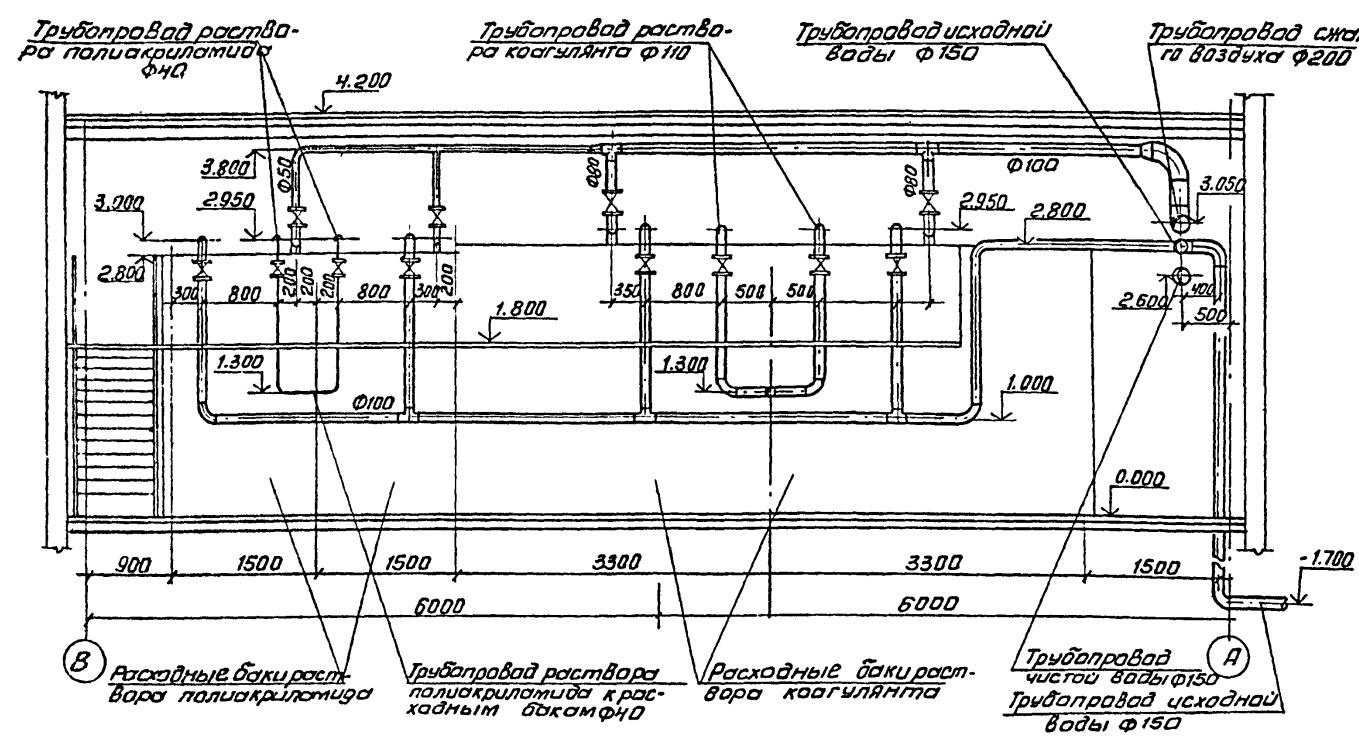 Трубопровод раство-
ра полиакриламида
ф40
Трубопровод раство-
ра коагулянта ф110
Трубопровод исходной
воды ф150
Трубопровод сжа
го воздуха ф200
4.200
3.800
ф50
ф80
ф80
ф100
3.050
3.000
2.950
2.950
2.800
2.800
300
800
200
200
200
800
300
200
350
800
500
500
2.600
400
500
1.800
1.300
1.300
ф100
1.000
0.000
900
1500
1500
3300
3300
1500
-1.700
6000
6000
В
А
Расходные баки раст-
вора полиакриламида
Трубопровод раствора
полиакриламида к рас-
ходным бакам ф40
Расходные баки раст-
вора коагулянта
Трубопровод
чистой воды ф150
Трубопровод исходной
воды ф150